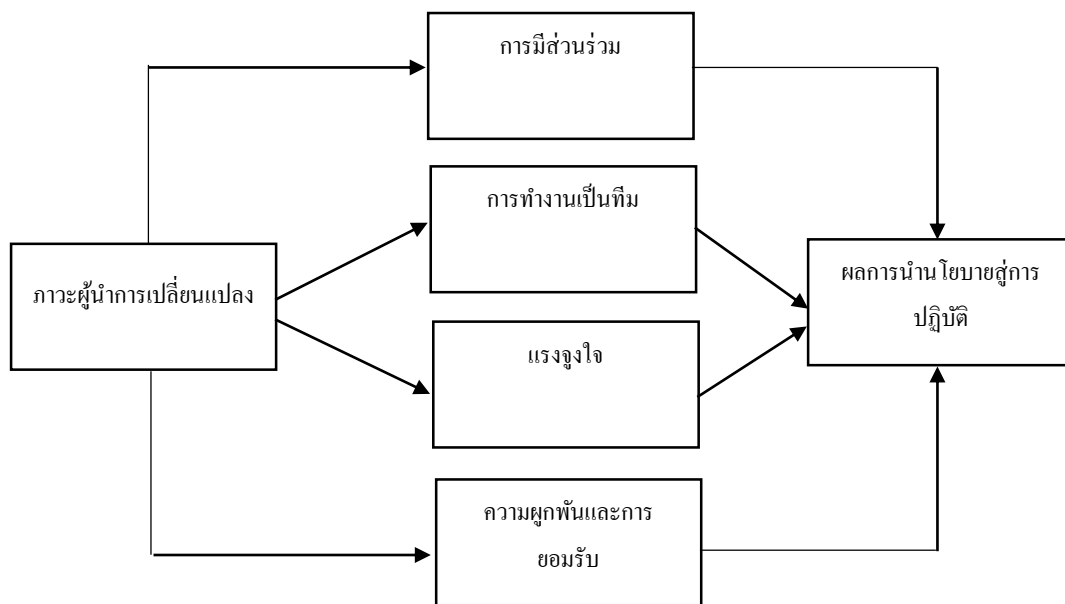 การมีส่วนร่วม
การทำงานเป็นทีม
ภาวะผู้นำการเปลี่ยนแปลง
ผลการนำนโยบายสู่การ
ปฏิบัติ
แรงจูงใจ
ความผูกพันและการ
ยอมรับ